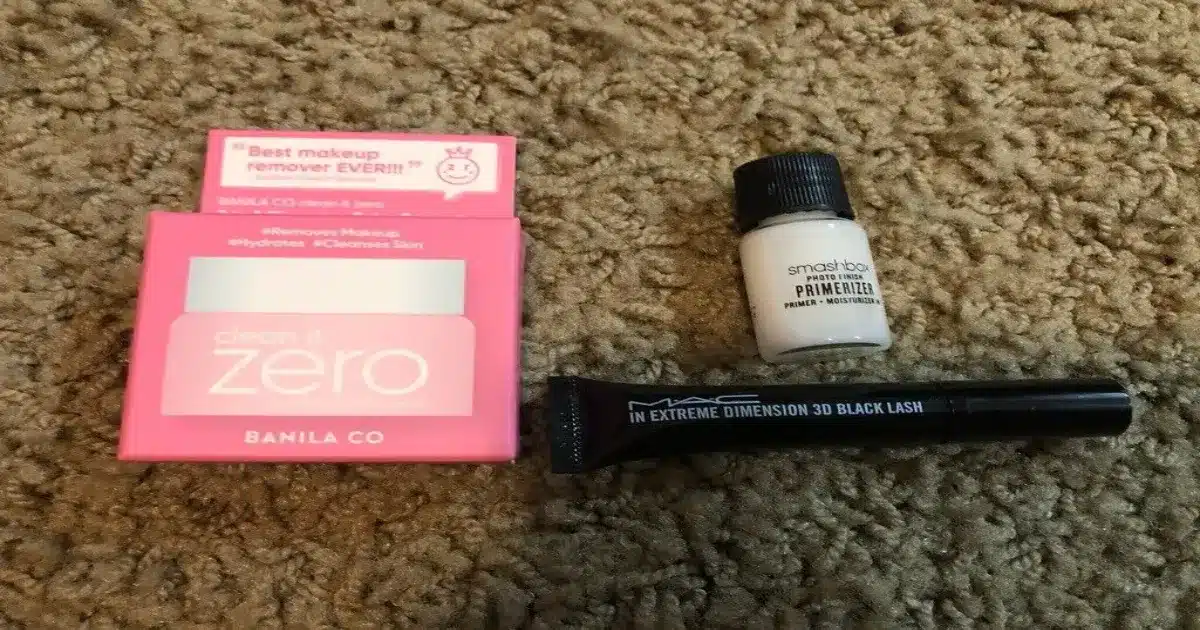 "Best makeup
remover EVER!!!"
BANILA CO clean it zero
#Removes Makeup
#Hydrates #Cleanses Skin
clean it
zero
BANILA CO
smashbox
PHOTO FINISH
PRIMERIZER
PRIMER + MOISTURIZER IN
MAC
IN EXTREME DIMENSION 3D BLACK LASH